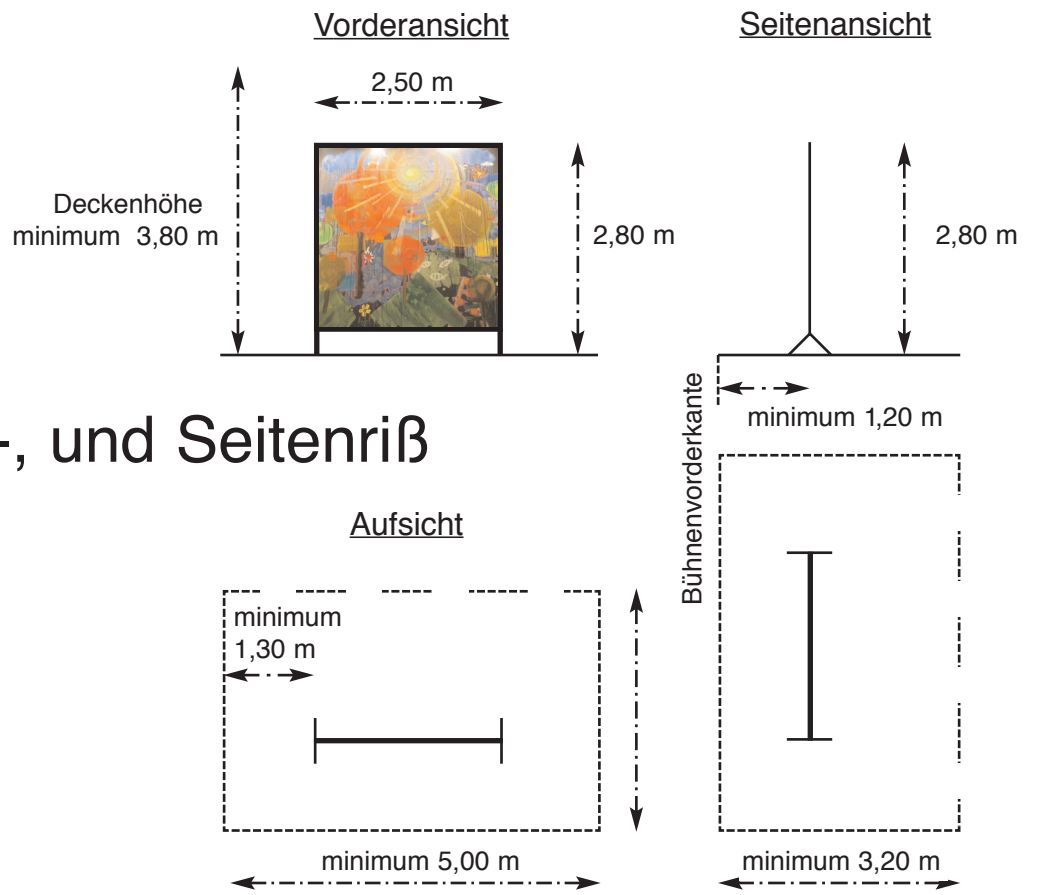 Vorderansicht
Seitenansicht
2,50 m
Deckenhöhe
minimum 3,80 m
2,80 m
2,80 m
minimum 1,20 m
Bühnenvorderkante
-, und Seitenriß
Aufsicht
minimum
1,30 m
minimum 5,00 m
minimum 3,20 m